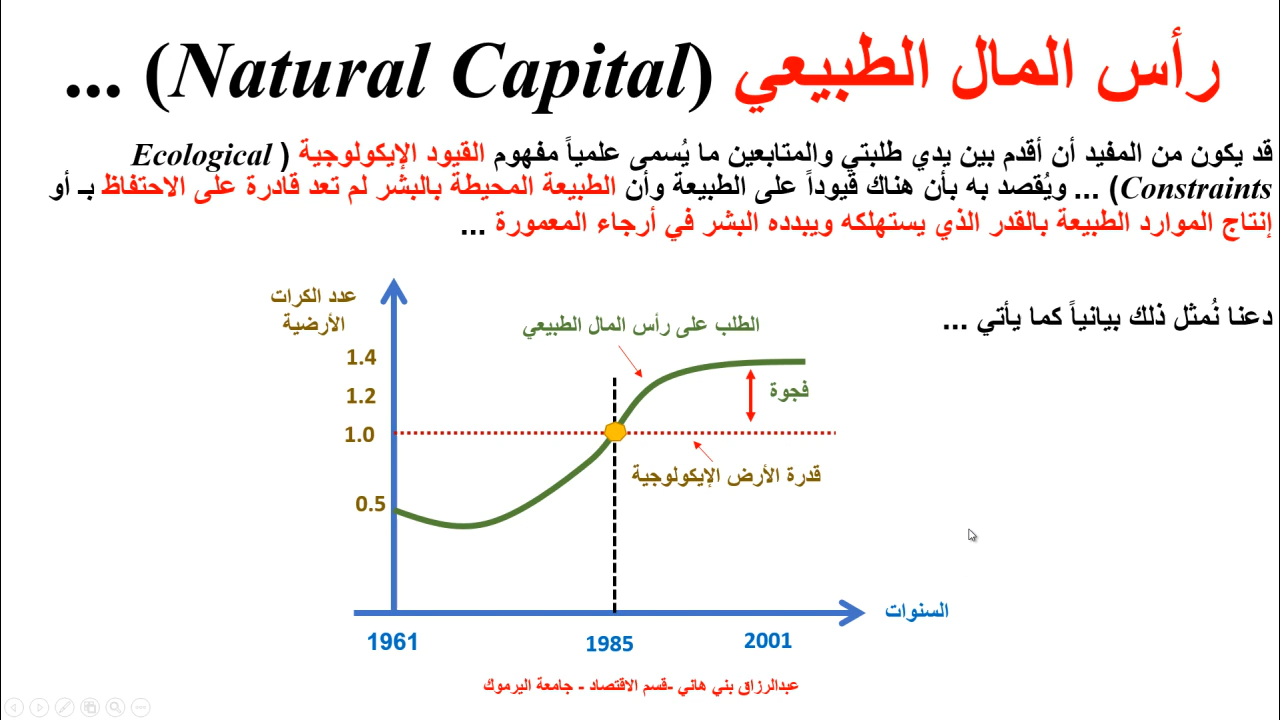 رأس المال الطبيعي (Natural Capital) ...
قد يكون من المفيد أن أقدم بين يدي طلبتي والمتابعين ما يُسمى علمياً مفهوم القيود الإيكولوجية ( Ecological
Constraints) ... ويُقصد به بأن هناك قيوداً على الطبيعة وأن الطبيعة المحيطة بالبشر لم تعد قادرة على الاحتفاظ بـ أو
إنتاج الموارد الطبيعة بالقدر الذي يستهلكه ويبدده البشر في أرجاء المعمورة ...
دعنا نُمثل ذلك بيانياً كما يأتي ...
عدد الكرات
الأرضية
الطلب على رأس المال الطبيعي
1.4
1.2
1.0
0.5
فجوة
قدرة الأرض الإيكولوجية
السنوات
1961
1985
2001
عبدالرزاق بني هاني -قسم الاقتصاد - جامعة اليرموك